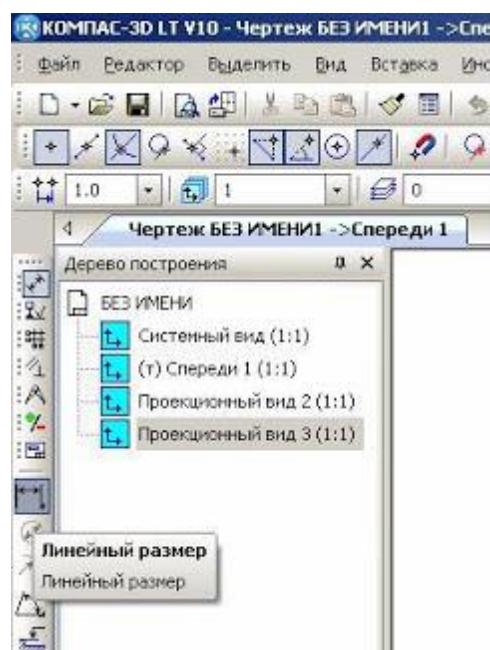 КОМПАС-3D LT V10 - Чертеж БЕЗ ИМЕНИ1 ->Спе
Файл Редактор Выделить Вид Вставка Инс
1.0 1 0
Чертеж БЕЗ ИМЕНИ1 ->Спереди 1
Дерево построения
БЕЗ ИМЕНИ
Системный вид (1:1)
(т) Спереди 1 (1:1)
Проекционный вид 2 (1:1)
Проекционный вид 3 (1:1)
Линейный размер
Линейный размер